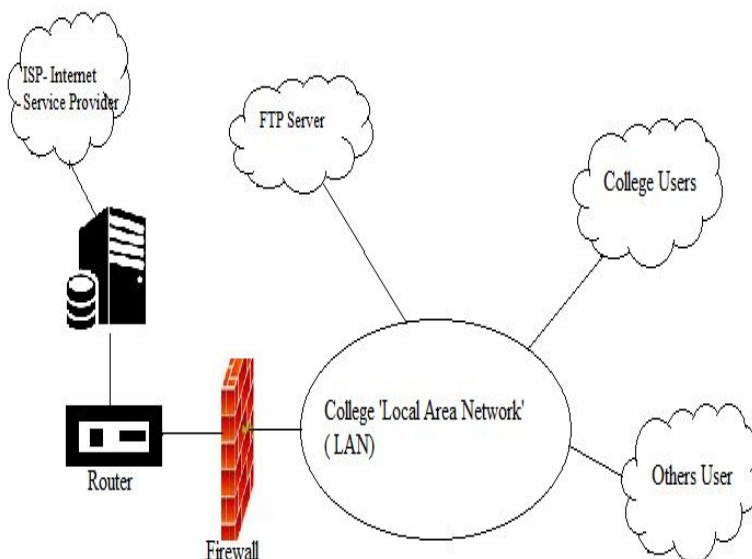 ISP- Internet
- Service Provider
FTP Server
College Users
College 'Local Area Network'
( LAN)
Router
Others User
Firewall